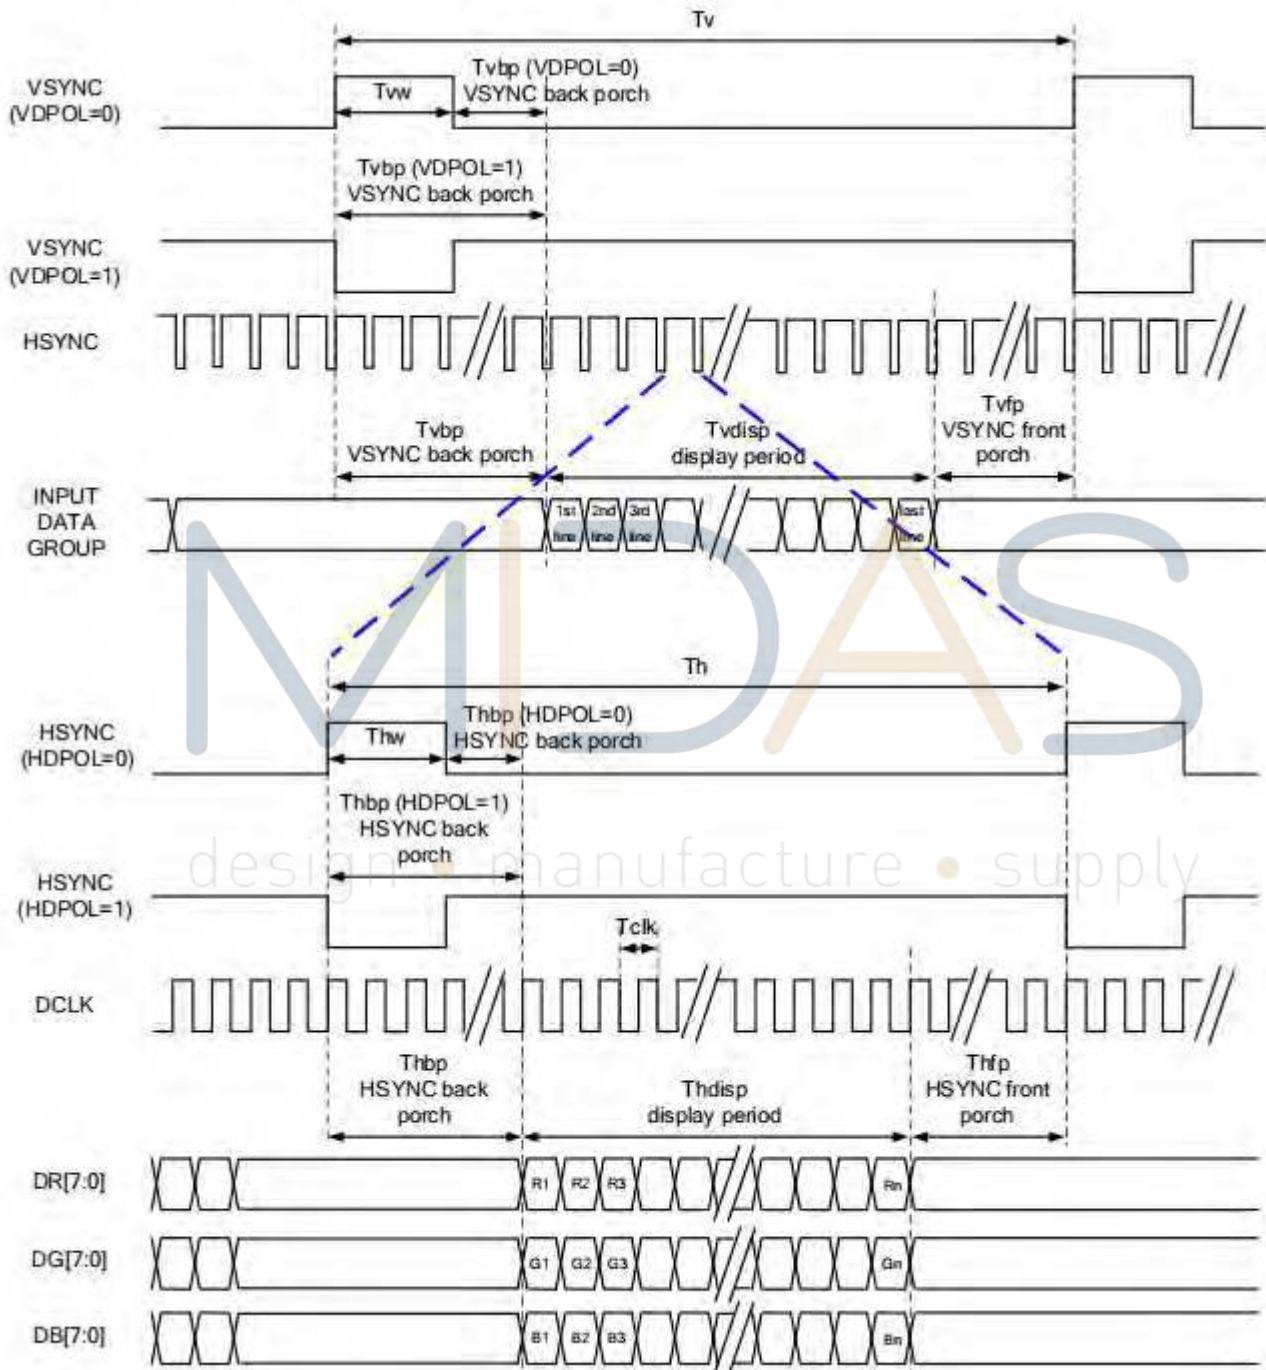 Tv
VSYNC
(VDPOL=0)
Tvw
Tvbp (VDPOL=0)
VSYNC back porch
Tvbp (VDPOL=1)
VSYNC back porch
VSYNC
(VDPOL=1)
HSYNC
Tvbp
VSYNC back porch
Tvdisp
display period
Tvfp
VSYNC front
porch
INPUT
DATA
GROUP
1st
line
2nd
line
3rd
line
last
line
MIDAS
Th
HSYNC
(HDPOL=0)
Thw
Thbp (HDPOL=0)
HSYNC back porch
Thbp (HDPOL=1)
HSYNC back
porch
design • manufacture • supply
HSYNC
(HDPOL=1)
Tclk
DCLK
Thbp
HSYNC back
porch
Thdisp
display period
Thfp
HSYNC front
porch
DR[7:0]
R1
R2
R3
Rn
DG[7:0]
G1
G2
G3
Gn
DB[7:0]
B1
B2
B3
Bn